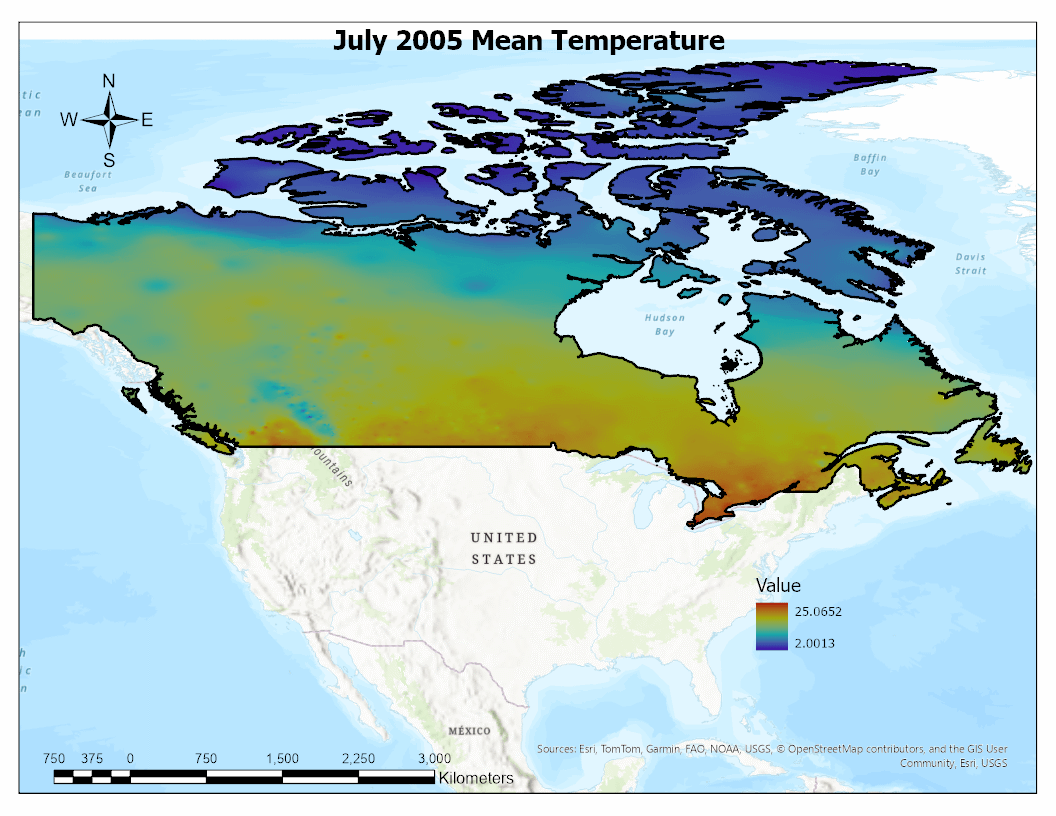 July 2005 Mean Temperature
N
W E
S
tic
ean
Beaufort
Sea
Baffin
Bay
Davis
Strait
Hudson
Bay
ountains
UNITED
STATES
Value
25.0652
2.0013
h
ic
n
MÉXICO
Sources: Esri, TomTom, Garmin, FAO, NOAA, USGS, © OpenStreetMap contributors, and the GIS User
Community, Esri, USGS
750 375 0 750 1,500 2,250 3,000
Kilometers